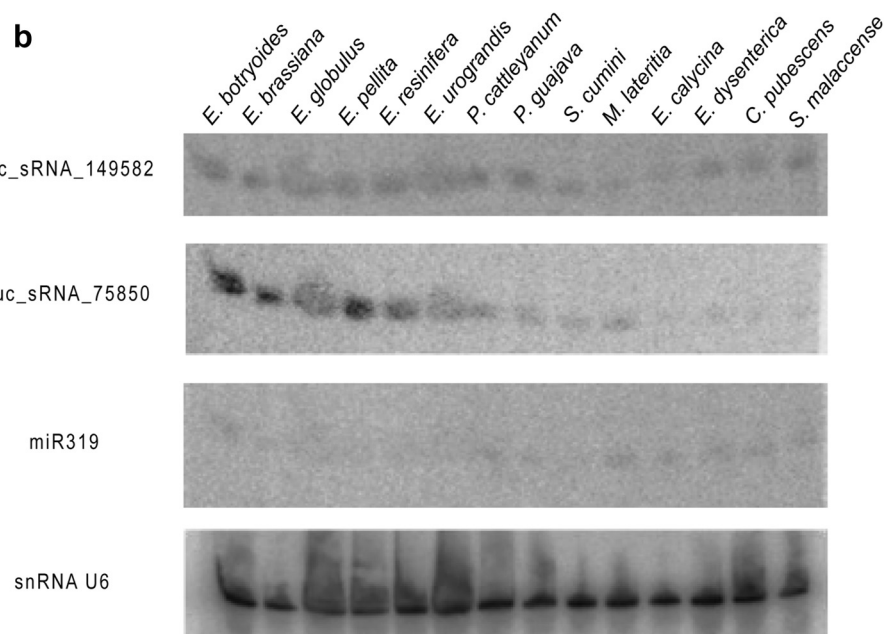 b
E. botryoides
E. brassiana
E. globulus
E. pellita
E. resinifera
E. urograndis
P. cattleyanum
P. guajava
S. cumini
M. lateritia
E. calycina
E. dysenterica
C. pubescens
S. malaccense
c_sRNA_149582
uc_sRNA_75850
miR319
snRNA U6